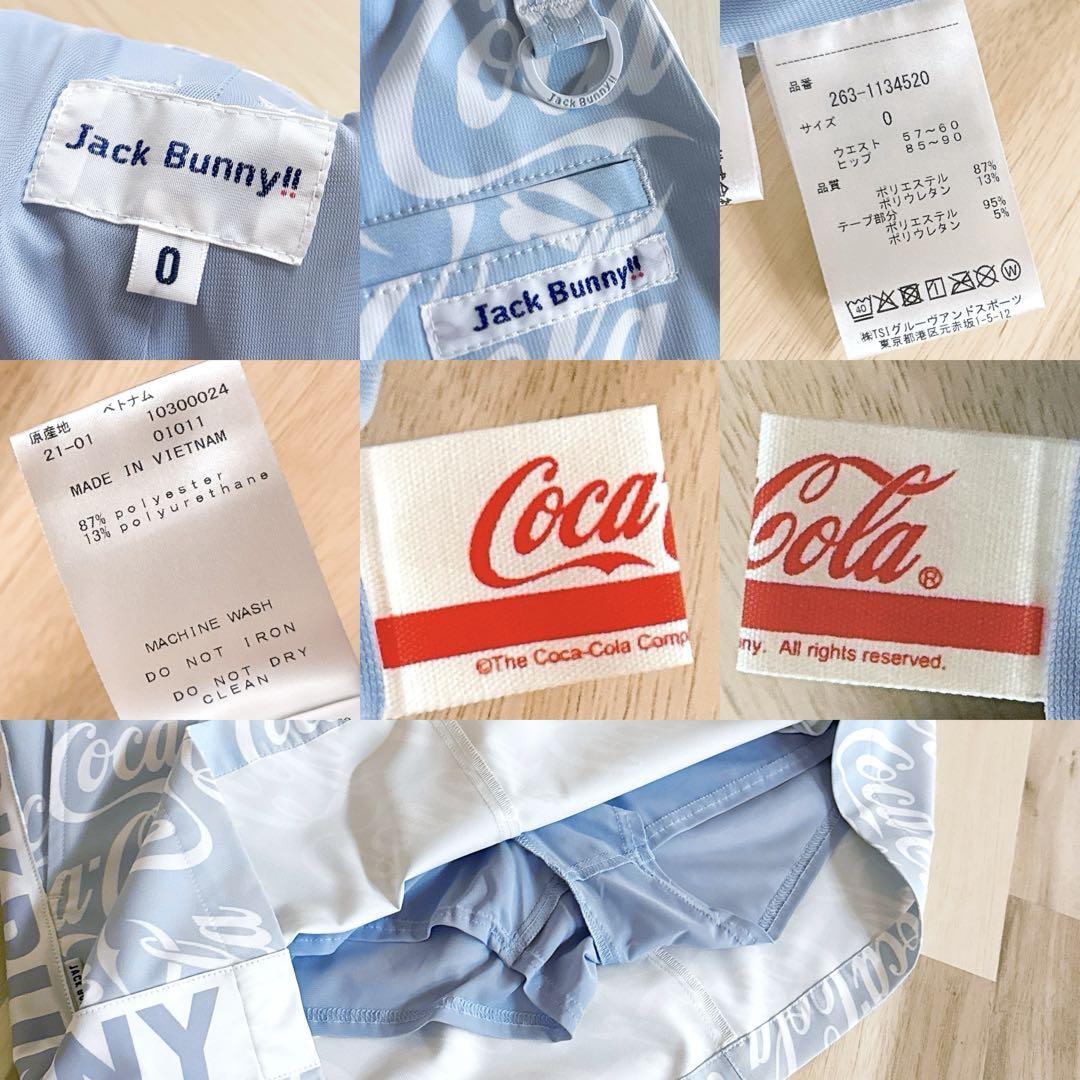 Jack Bunny!!
0
Jack Bunny!!
Jack Bunny!!
品番 263-1134520
サイズ 0
ウエスト 57~60
ヒップ 85~90
品質
ポリエステル 87%
ポリウレタン 13%
テープ部分
ポリエステル 95%
ポリウレタン 5%
40
W
㈱TSIグルーヴアンドスポーツ
東京都港区元赤坂1-5-12
原産地 ベトナム 10300024
21-01 01011
MADE IN VIETNAM
87% polyester
13% polyurethane
MACHINE WASH
DO NOT IRON
DO NOT DRY
CLEAN
Coca
©The Coca-Cola Comp
Cola®
ny. All rights reserved.
Coca
Cola
NY
Coca
Cola